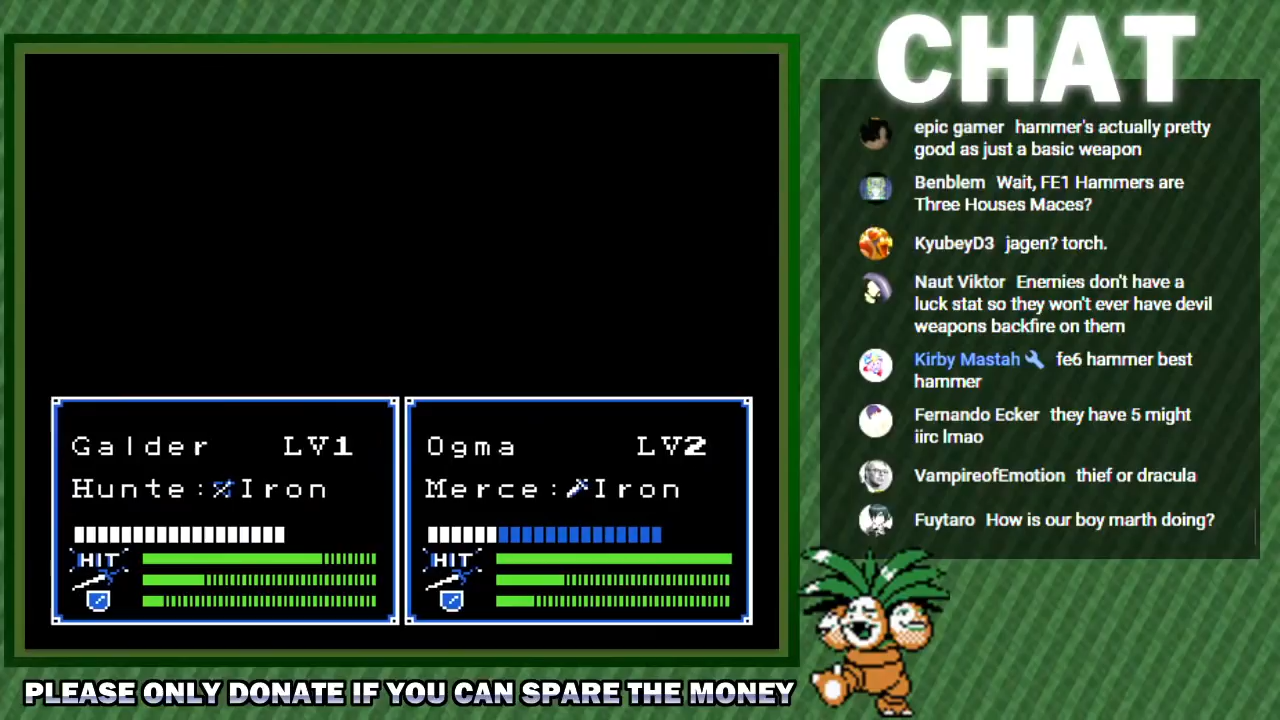 CHAT
epic gamer hammer's actually pretty
good as just a basic weapon
Benblem Wait, FE1 Hammers are
Three Houses Maces?
KyubeyD3 jagen? torch.
Naut Viktor Enemies don't have a
luck stat so they won't ever have devil
weapons backfire on them
Kirby Mastah fe6 hammer best
hammer
Fernando Ecker they have 5 might
iirc lmao
VampireofEmotion thief or dracula
Fuytaro How is our boy marth doing?
Galder LV1
Hunte: Iron
HIT
Ogma LV2
Merce: Iron
HIT
PLEASE ONLY DONATE IF YOU CAN SPARE THE MONEY